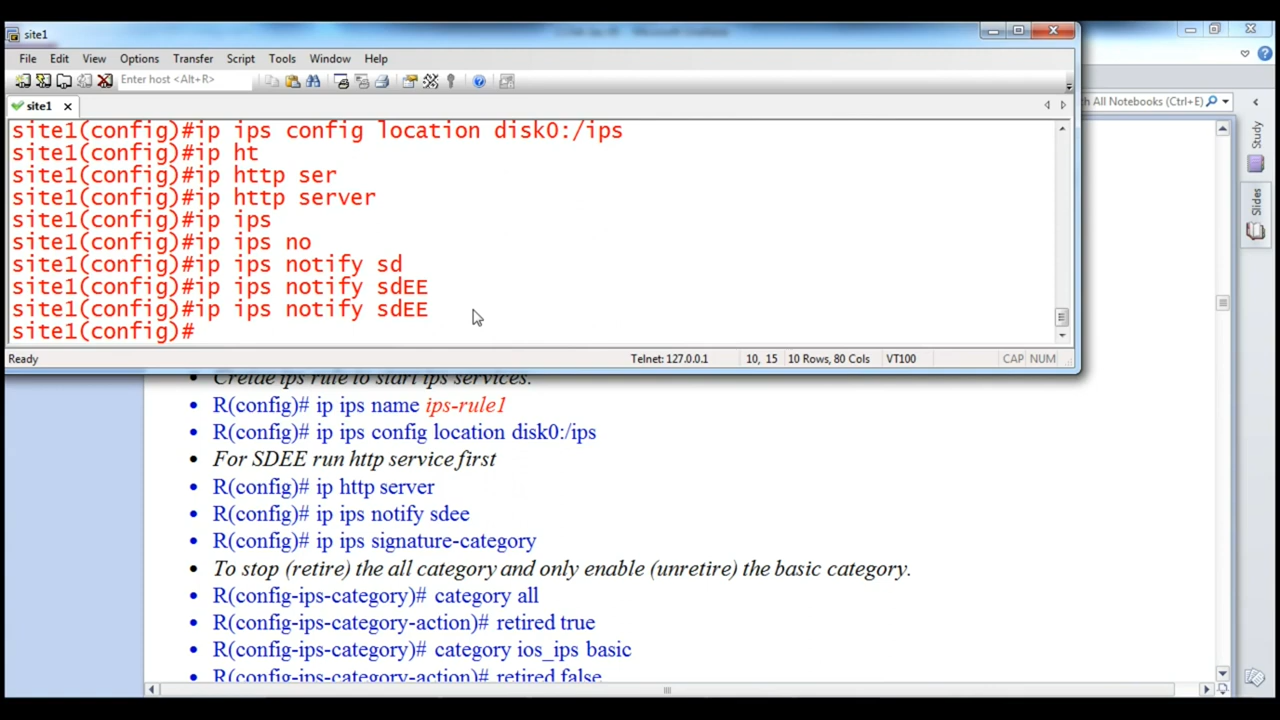 site1
File Edit View Options Transfer Script Tools Window Help
Enter host <Alt+R>
ch All Notebooks (Ctrl+E)
site1
Study
Slides
site1(config)#ip ips config location disk0:/ips
site1(config)#ip ht
site1(config)#ip http ser
site1(config)#ip http server
site1(config)#ip ips
site1(config)#ip ips no
site1(config)#ip ips notify sd
site1(config)#ip ips notify sdEE
site1(config)#ip ips notify sdEE
site1(config)#
Ready Telnet: 127.0.0.1 10, 15 10 Rows, 80 Cols VT100 CAP NUM
• Cretae ips rule to start ips services.
• R(config)# ip ips name ips-rule1
• R(config)# ip ips config location disk0:/ips
• For SDEE run http service first
• R(config)# ip http server
• R(config)# ip ips notify sdee
• R(config)# ip ips signature-category
• To stop (retire) the all category and only enable (unretire) the basic category.
• R(config-ips-category)# category all
• R(config-ips-category-action)# retired true
• R(config-ips-category)# category ios_ips basic
• R(config-ips-category-action)# retired false